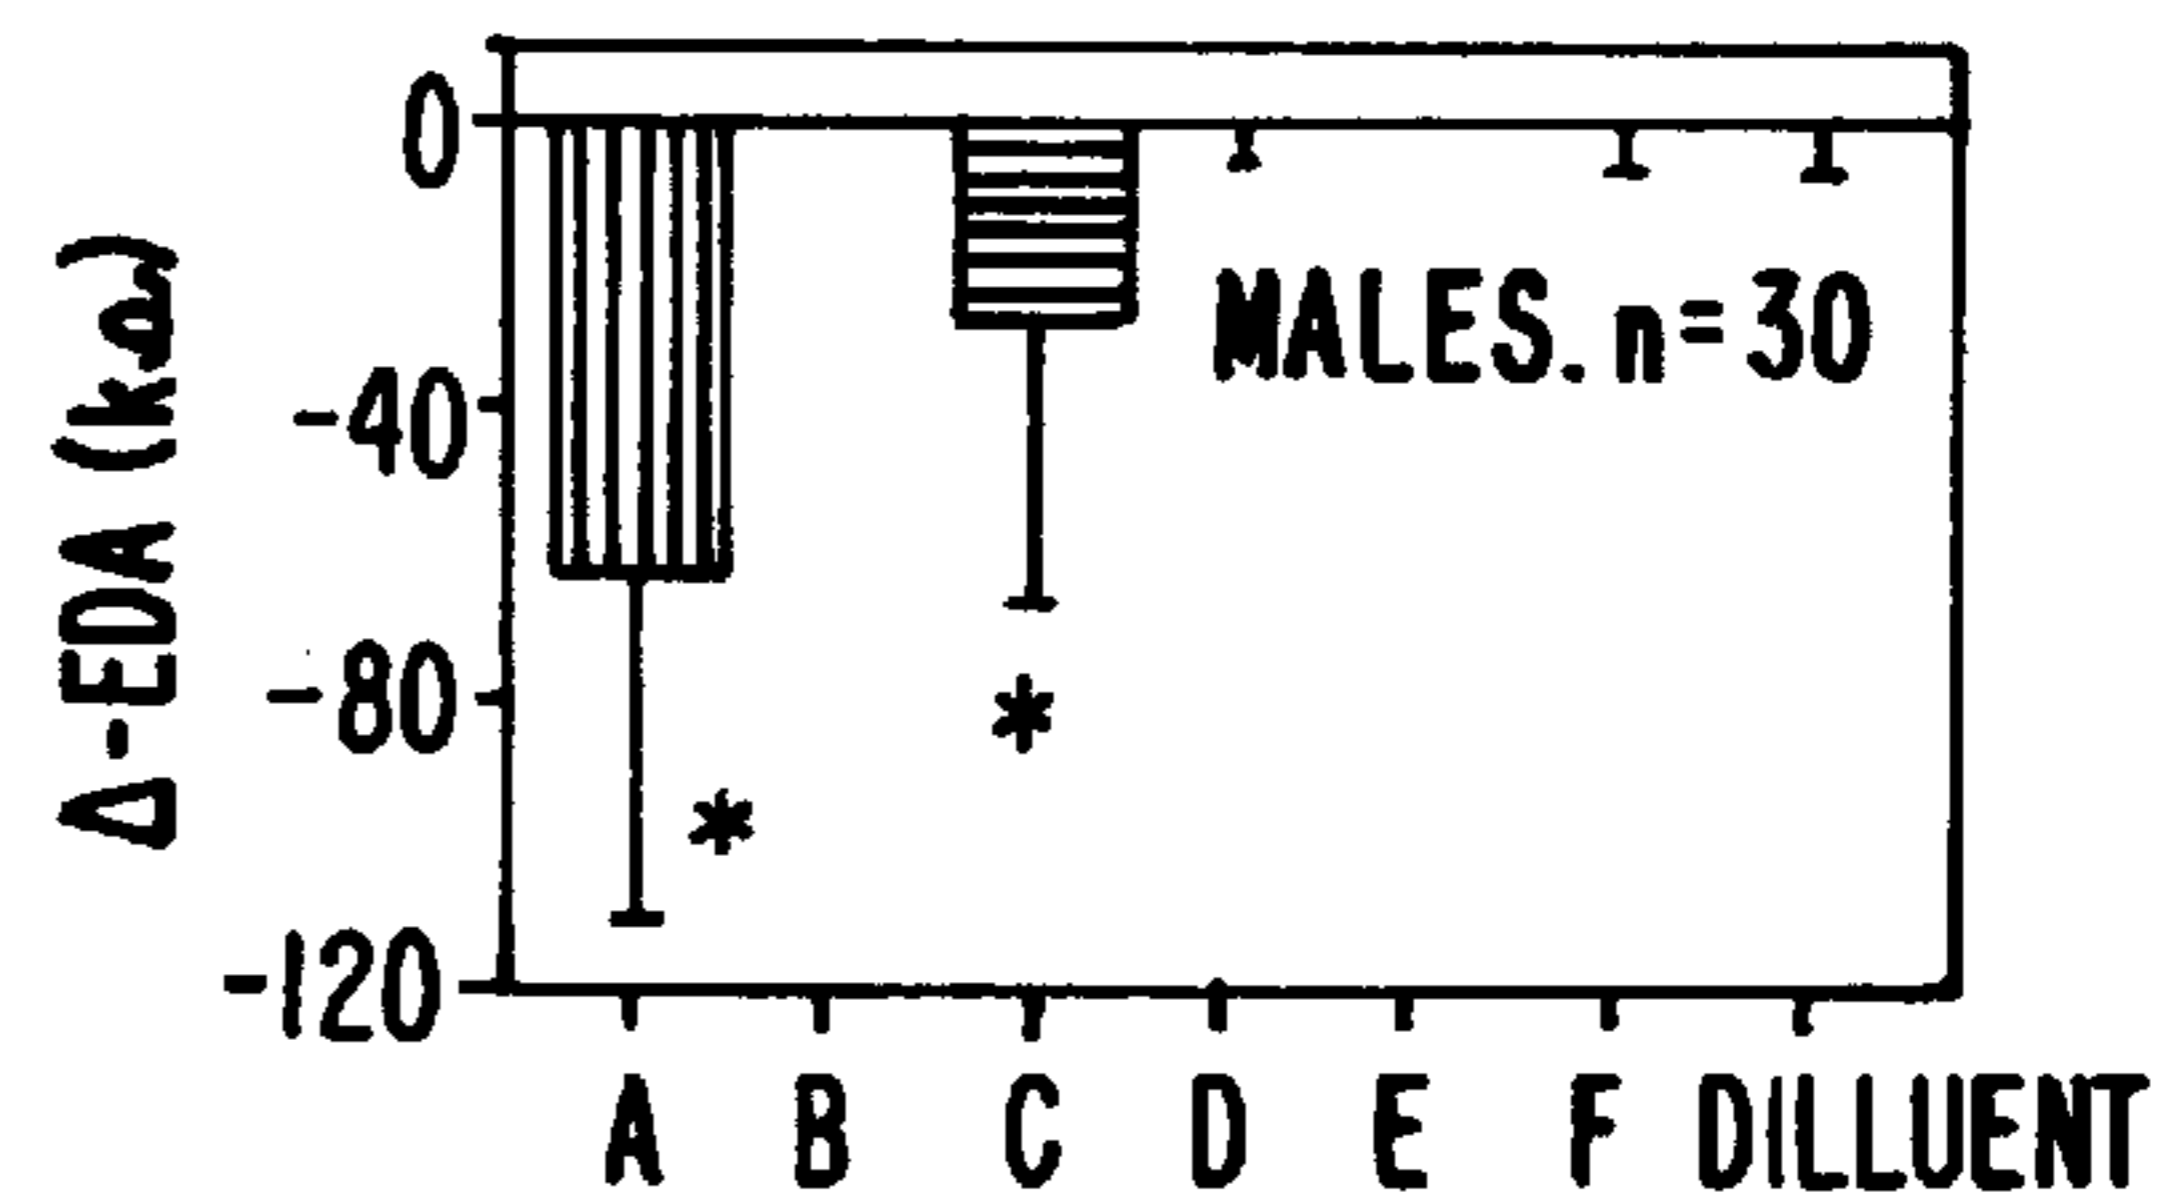 0
-40
-80
-120
Δ-EDA (kΩ)
MALES. n=30
*
*
A B C D E F DILLUENT